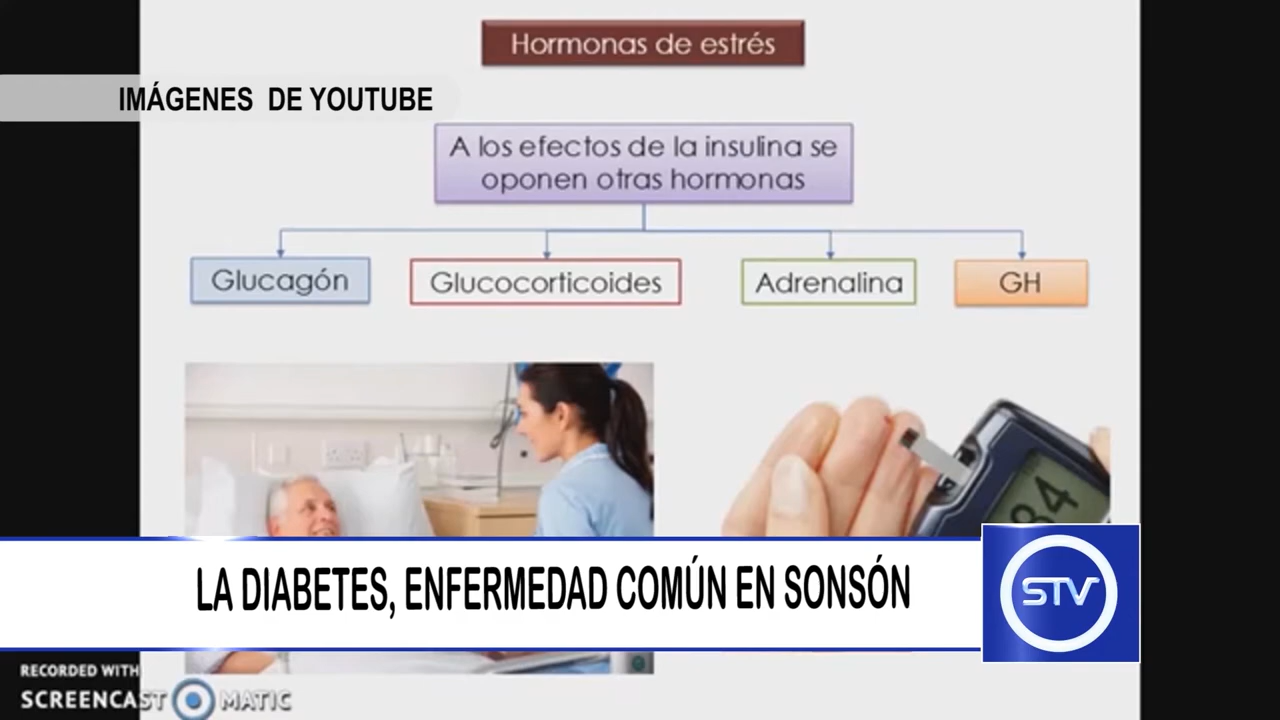 Hormonas de estrés
IMÁGENES DE YOUTUBE
A los efectos de la insulina se
oponen otras hormonas
Glucagón
Glucocorticoides
Adrenalina
GH
84
LA DIABETES, ENFERMEDAD COMÚN EN SONSÓN
STV
RECORDED WITH
SCREENCAST MATIC